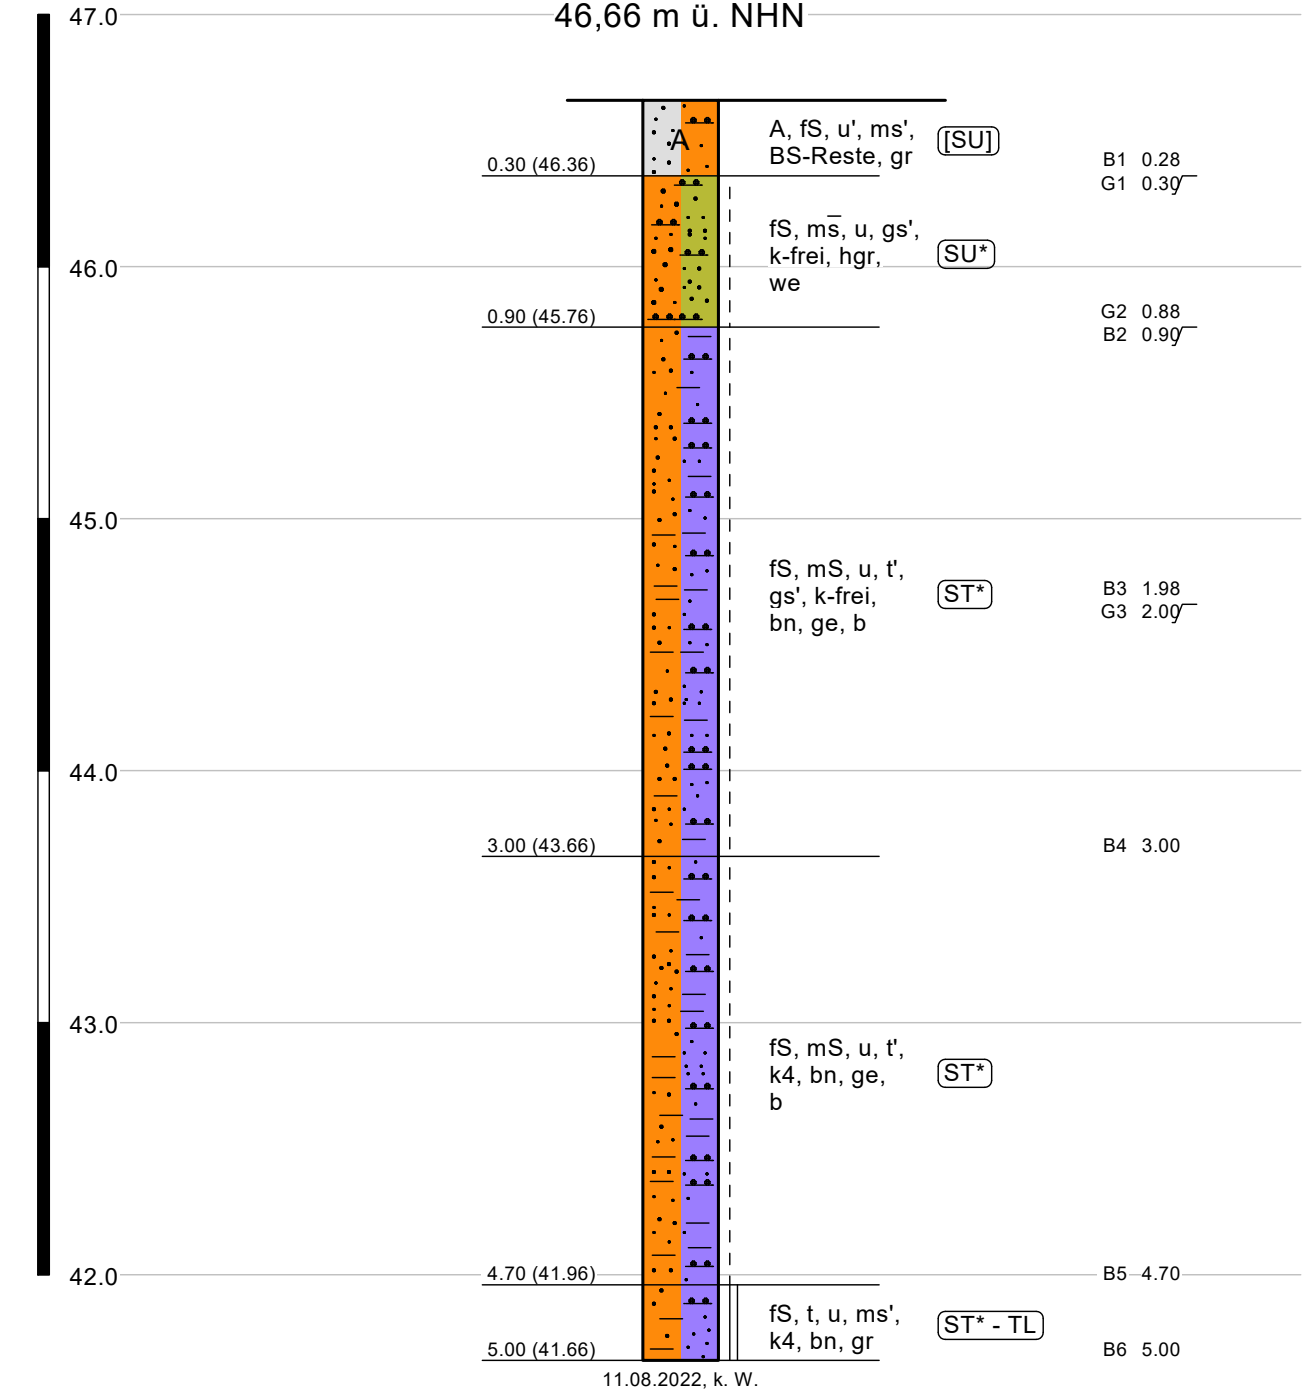 46,66 m ü. NHN
47.0
A
A, fS, u', ms',
BS-Reste, gr
[SU]
0.30 (46.36)
B1 0.28
G1 0.30
fS, ms̅, u, gs',
k-frei, hgr,
we
SU*
46.0
0.90 (45.76)
G2 0.88
B2 0.90
45.0
fS, mS, u, t',
gs', k-frei,
bn, ge, b
ST*
B3 1.98
G3 2.00
44.0
3.00 (43.66)
B4 3.00
43.0
fS, mS, u, t',
k4, bn, ge,
b
ST*
42.0
4.70 (41.96)
B5 4.70
fS, t, u, ms',
k4, bn, gr
ST* - TL
5.00 (41.66)
B6 5.00
11.08.2022, k. W.